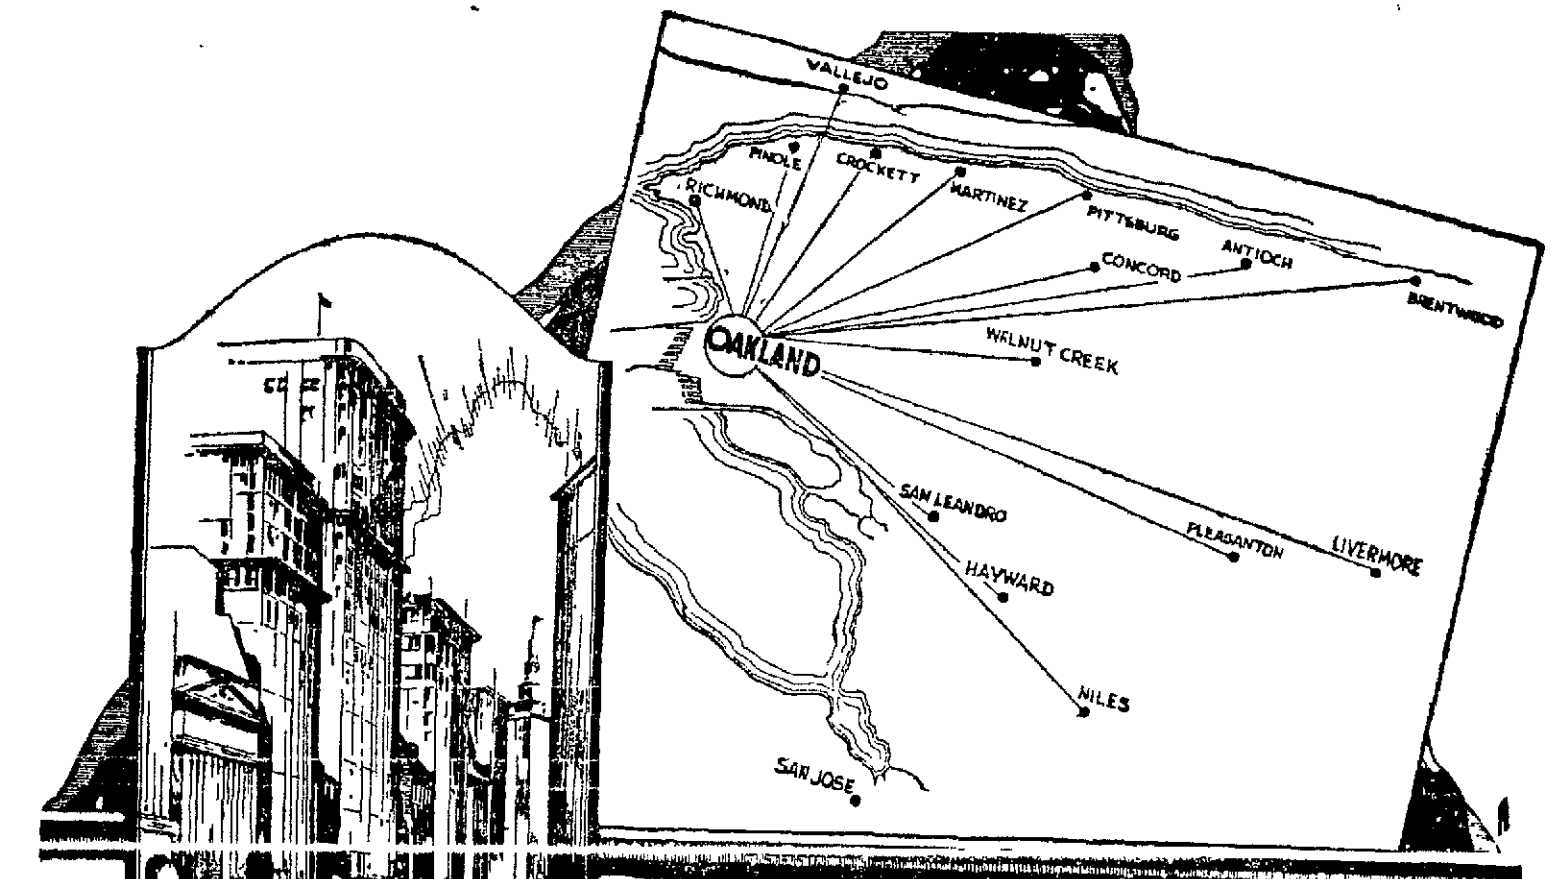 VALLEJO
PINOLE
CROCKETT
MARTINEZ
RICHMOND
PITTSBURG
ANTIOCH
CONCORD
BRENTWOOD
WALNUT CREEK
OAKLAND
SAN LEANDRO
PLEASANTON
LIVERMORE
HAYWARD
NILES
SAN JOSE